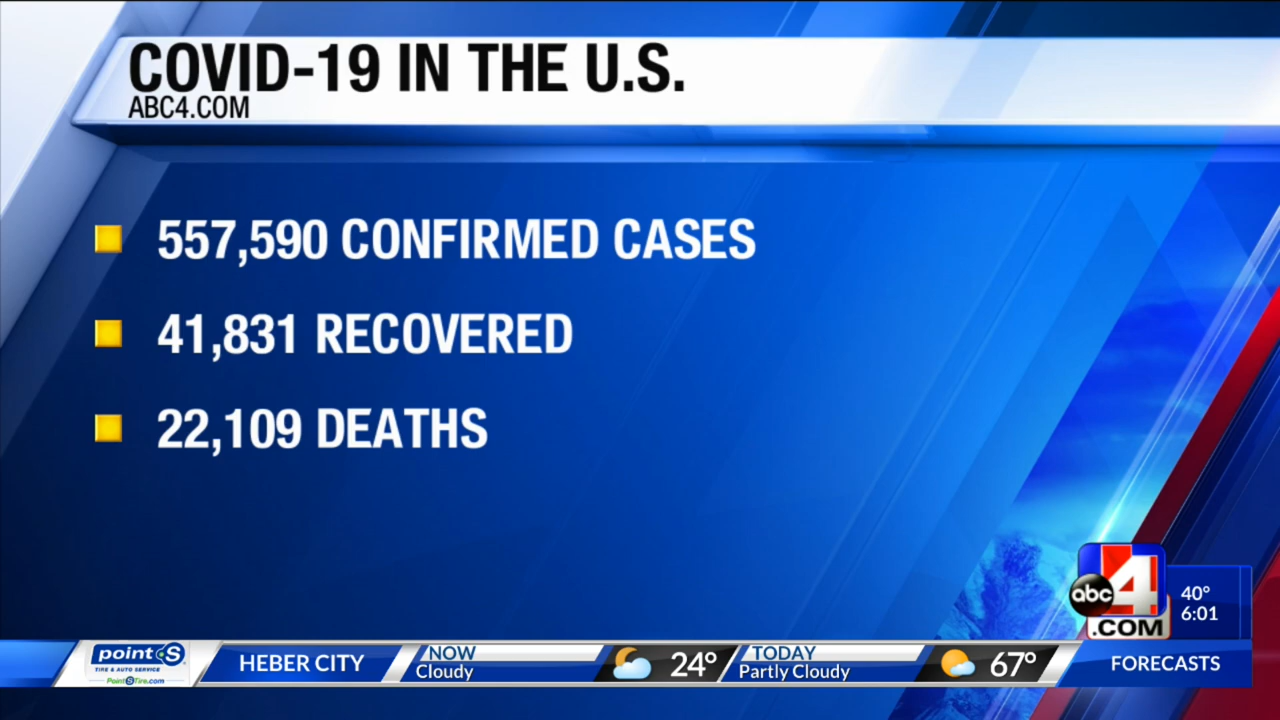 COVID-19 IN THE U.S.
ABC4.COM
557,590 CONFIRMED CASES
41,831 RECOVERED
22,109 DEATHS
abc 4
.COM
40°
6:01
point S
TIRE & AUTO SERVICE
PointSTire.com
HEBER CITY
NOW
Cloudy
24°
TODAY
Partly Cloudy
67°
FORECASTS